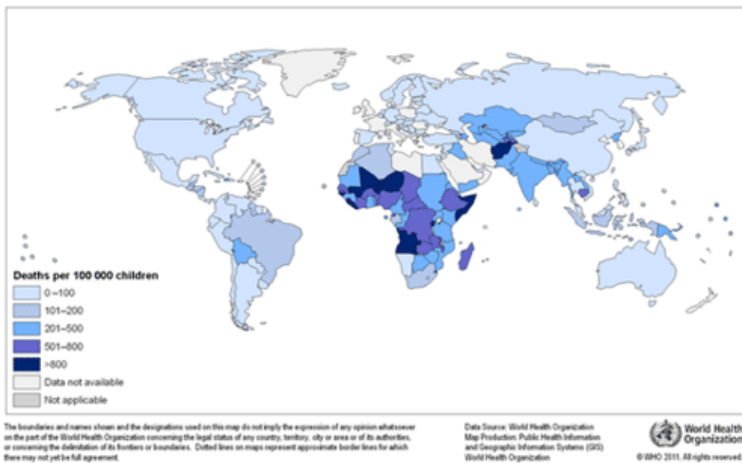 Deaths per 100 000 children
0–100
101–200
201–500
501–800
>800
Data not available
Not applicable
The boundaries and names shown and the designations used on this map do not imply the expression of any opinion whatsoever
on the part of the World Health Organization concerning the legal status of any country, territory, city or area or of its authorities,
or concerning the delimitation of its frontiers or boundaries. Dotted lines on maps represent approximate border lines for which
there may not yet be full agreement.
Data Source: World Health Organization
Map Production: Public Health Information
and Geographic Information Systems (GIS)
World Health Organization
World Health
Organization
© WHO 2011. All rights reserved.